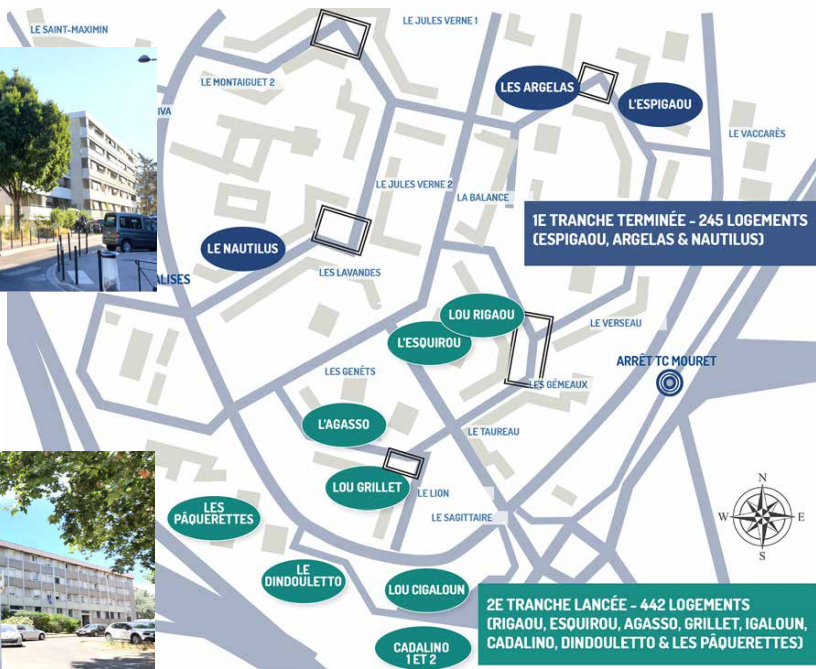 LE SAINT-MAXIMIN
LE JULES VERNE 1
LE MONTAIGUET 2
LES ARGELAS
L'ESPIGAOU
IVA
LE VACCARÈS
LE JULES VERNE 2
LA BALANCE
1E TRANCHE TERMINÉE - 245 LOGEMENTS
(ESPIGAOU, ARGELAS & NAUTILUS)
LE NAUTILUS
LES LAVANDES
ALISES
LOU RIGAOU
LE VERSEAU
L'ESQUIROU
ARRÊT TC MOURET
LES GENÊTS
LES GÉMEAUX
L'AGASSO
LE TAUREAU
LOU GRILLET
LE LION
LES
PÂQUERETTES
LE SAGITTAIRE
N
W
E
S
LE
DINDOULETTO
LOU CIGALOUN
2E TRANCHE LANCÉE - 442 LOGEMENTS
(RIGAOU, ESQUIROU, AGASSO, GRILLET, IGALOUN,
CADALINO, DINDOULETTO & LES PÂQUERETTES)
CADALINO
1 ET 2